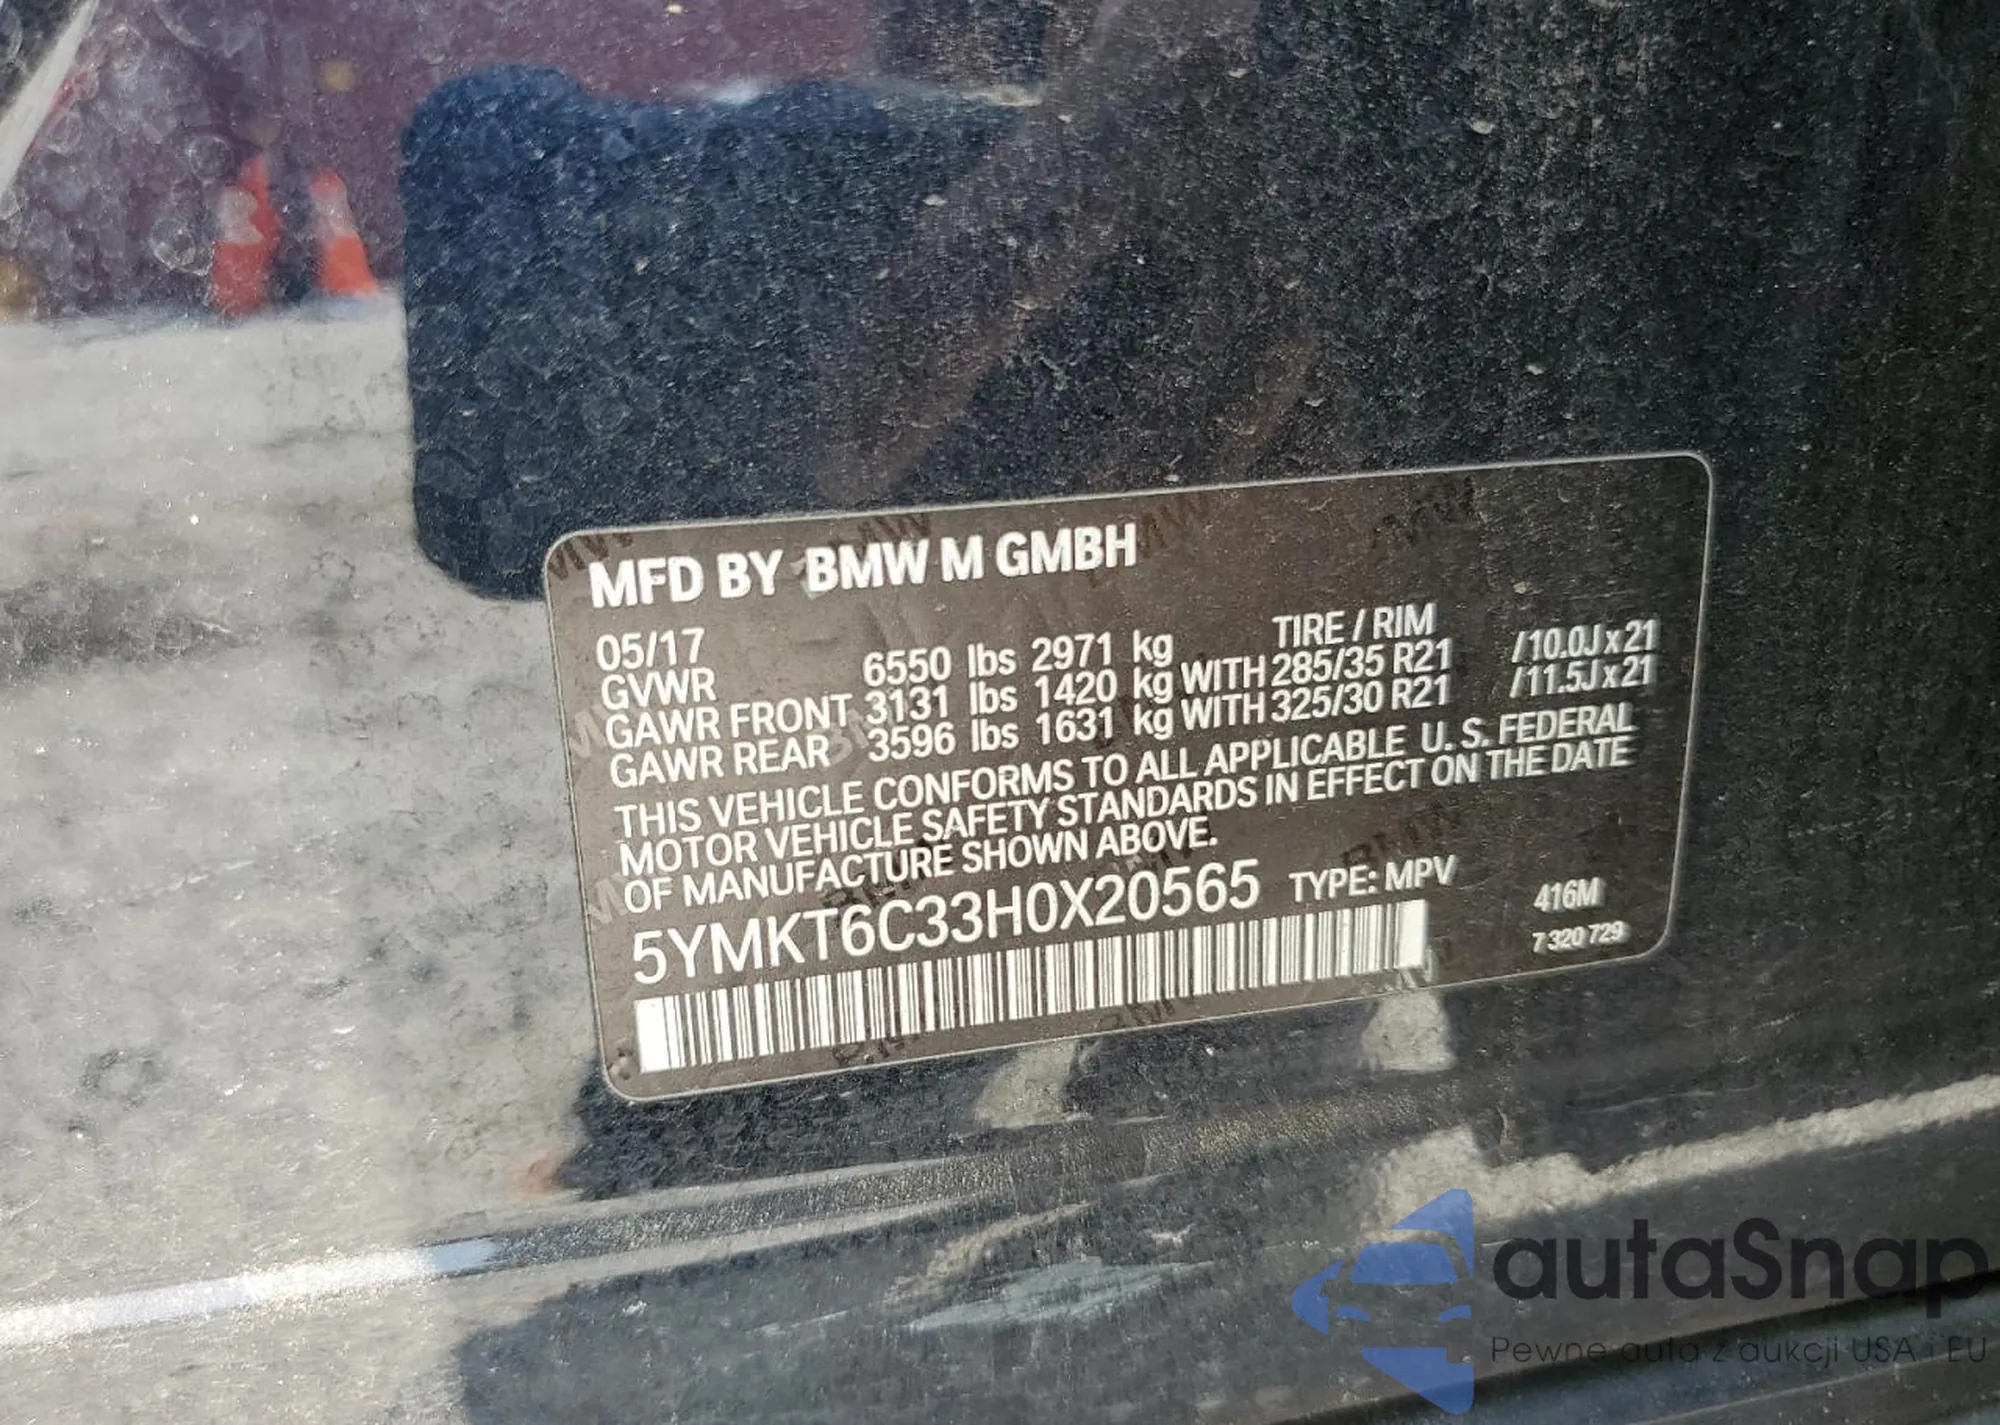 MFD BY BMW M GMBH
05/17 TIRE / RIM
GVWR 6550 lbs 2971 kg
GAWR FRONT 3131 lbs 1420 kg WITH 285/35 R21 /10.0J x 21
GAWR REAR 3596 lbs 1631 kg WITH 325/30 R21 /11.5J x 21
THIS VEHICLE CONFORMS TO ALL APPLICABLE U. S. FEDERAL
MOTOR VEHICLE SAFETY STANDARDS IN EFFECT ON THE DATE
OF MANUFACTURE SHOWN ABOVE.
5YMKT6C33H0X20565 TYPE: MPV 416M
7 320 729
autaSnap
Pewne auta z aukcji USA i EU